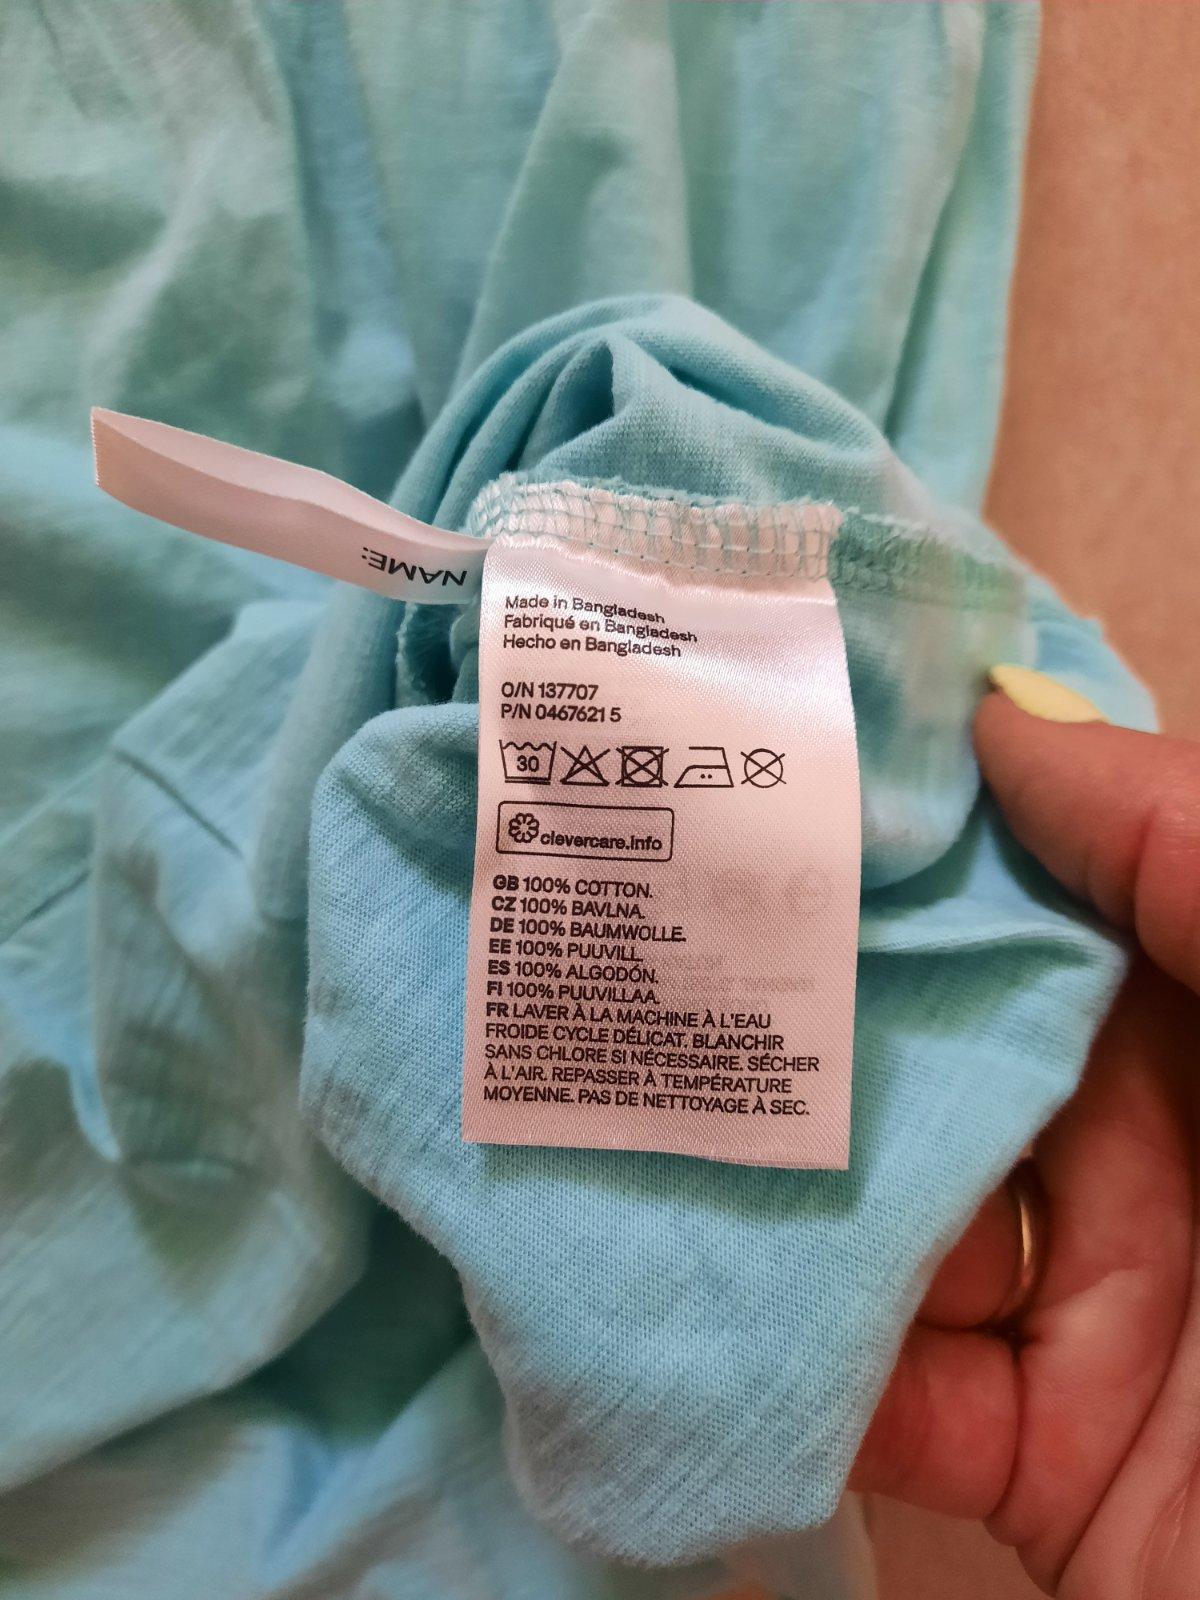 NAME:
Made in Bangladesh
Fabriqué en Bangladesh
Hecho en Bangladesh
O/N 137707
P/N 0467621 5
30
clevercare.info
GB 100% COTTON.
CZ 100% BAVLNA.
DE 100% BAUMWOLLE.
EE 100% PUUVILL.
ES 100% ALGODÓN.
FI 100% PUUVILLAA.
FR LAVER À LA MACHINE À L'EAU
FROIDE CYCLE DÉLICAT. BLANCHIR
SANS CHLORE SI NÉCESSAIRE. SÉCHER
À L'AIR. REPASSER À TEMPÉRATURE
MOYENNE. PAS DE NETTOYAGE À SEC.